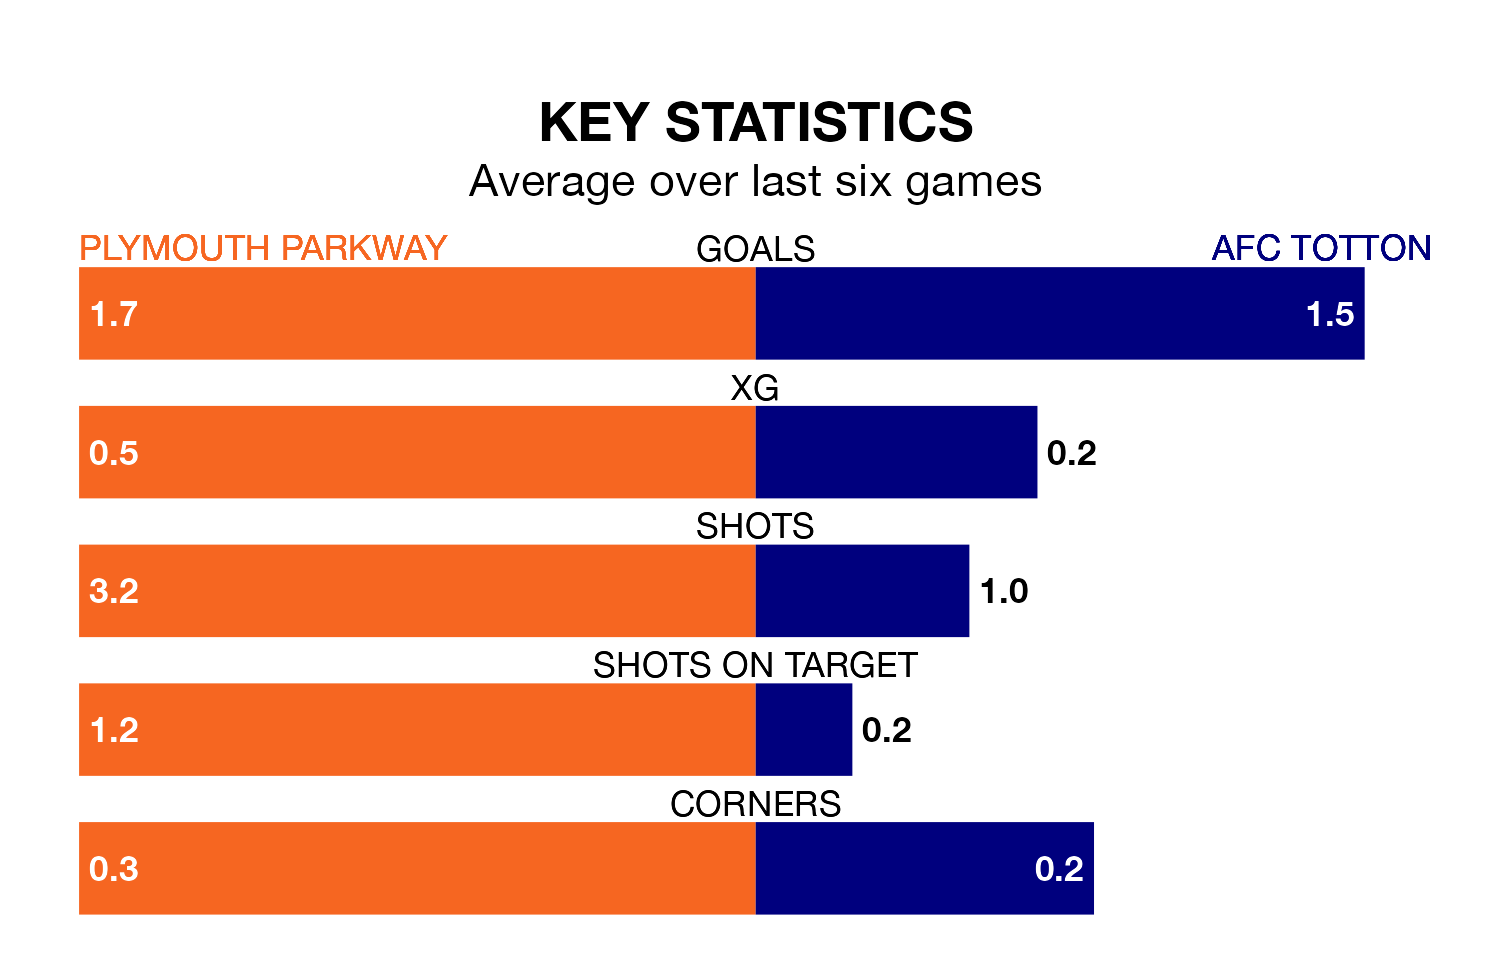 KEY STATISTICS
Average over last six games
PLYMOUTH PARKWAY GOALS AFC TOTTON
1.7 1.5
XG
0.5 0.2
SHOTS
3.2 1.0
SHOTS ON TARGET
1.2 0.2
CORNERS
0.3 0.2